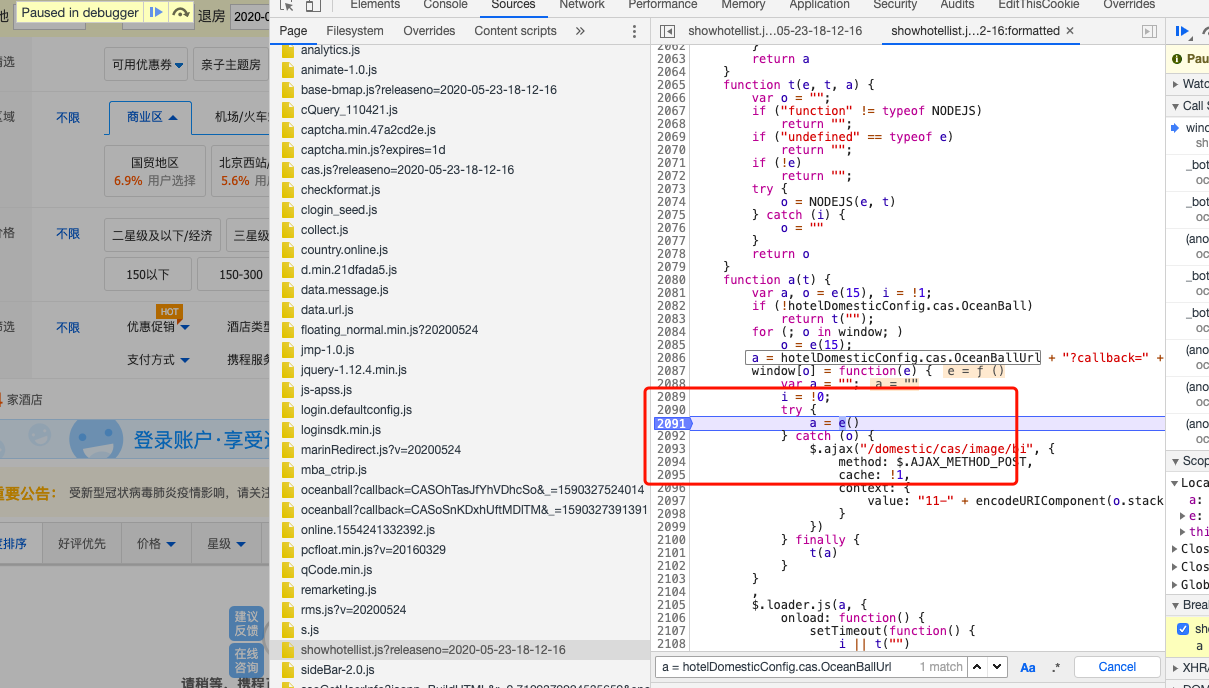 Paused in debugger
退房
2020-0
可用优惠券
亲子主题房
不限
商业区
机场/火车
国贸地区
6.9% 用户选择
北京西站
5.6%
不限
二星级及以下/经济
三星级
150以下
150-300
HOT
不限
优惠促销
酒店类型
支付方式
携程服务
家酒店
登录账户·享受
重要公告：
受新型冠状病毒肺炎疫情影响，请关注
排序
好评优先
价格
星级
建议
反馈
在线
咨询
请稍等，携程
Elements
Console
Sources
Network
Performance
Memory
Application
Security
Audits
EditThisCookie
Overrides
Page
Filesystem
Overrides
Content scripts
»
analytics.js
animate-1.0.js
base-bmap.js?releaseno=2020-05-23-18-12-16
cQuery_110421.js
captcha.min.47a2cd2e.js
captcha.min.js?expires=1d
cas.js?releaseno=2020-05-23-18-12-16
checkformat.js
clogin_seed.js
collect.js
country.online.js
d.min.21dfada5.js
data.message.js
data.url.js
floating_normal.min.js?20200524
jmp-1.0.js
jquery-1.12.4.min.js
js-apss.js
login.defaultconfig.js
loginsdk.min.js
marinRedirect.js?v=20200524
mba_ctrip.js
oceanball?callback=CASOhTasJfYhVDhcSo&_=1590327524014
oceanball?callback=CASoSnKDxhUftMDlTM&_=1590327391391
online.1554241332392.js
pcfloat.min.js?v=20160329
qCode.min.js
remarketing.js
rms.js?v=20200524
s.js
showhotellist.js?releaseno=2020-05-23-18-12-16
sideBar-2.0.js
showhotellist.j...05-23-18-12-16
showhotellist.j...2-16:formatted ×
2062 }
2063 return a
2064 }
2065 function t(e, t, a) {
2066 var o = "";
2067 if ("function" != typeof NODEJS)
2068 return "";
2069 if ("undefined" == typeof e)
2070 return "";
2071 if (!e)
2072 return "";
2073 try {
2074 o = NODEJS(e, t)
2075 } catch (i) {
2076 o = ""
2077 }
2078 return o
2079 }
2080 function a(t) {
2081 var a, o = e(15), i = !1;
2082 if (!hotelDomesticConfig.cas.OceanBall)
2083 return t("");
2084 for (; o in window; )
2085 o = e(15);
2086 a = hotelDomesticConfig.cas.OceanBallUrl + "?callback=" +
2087 window[o] = function(e) { e = ƒ ()
2088 var a = ""; a = ""
2089 i = !0;
2090 try {
2091 a = e()
2092 } catch (o) {
2093 $.ajax("/domestic/cas/image/bi", {
2094 method: $.AJAX_METHOD_POST,
2095 cache: !1,
2096 context: {
2097 value: "11-" + encodeURIComponent(o.stack
2098 }
2099 })
2100 } finally {
2101 t(a)
2102 }
2103 }
2104 ,
2105 $.loader.js(a, {
2106 onload: function() {
2107 setTimeout(function() {
2108 i || t("")
a = hotelDomesticConfig.cas.OceanBallUrl
1 match
Aa
.*
Cancel
Pau
Watc
Call S
winc
sh
_bot
oc
_bot
oc
(ano
oc
_bot
oc
_bot
oc
(ano
oc
(ano
oc
(ano
oc
Scop
Loca
a:
e:
thi
Clos
Clos
Glob
Brea
sho
a
XHR